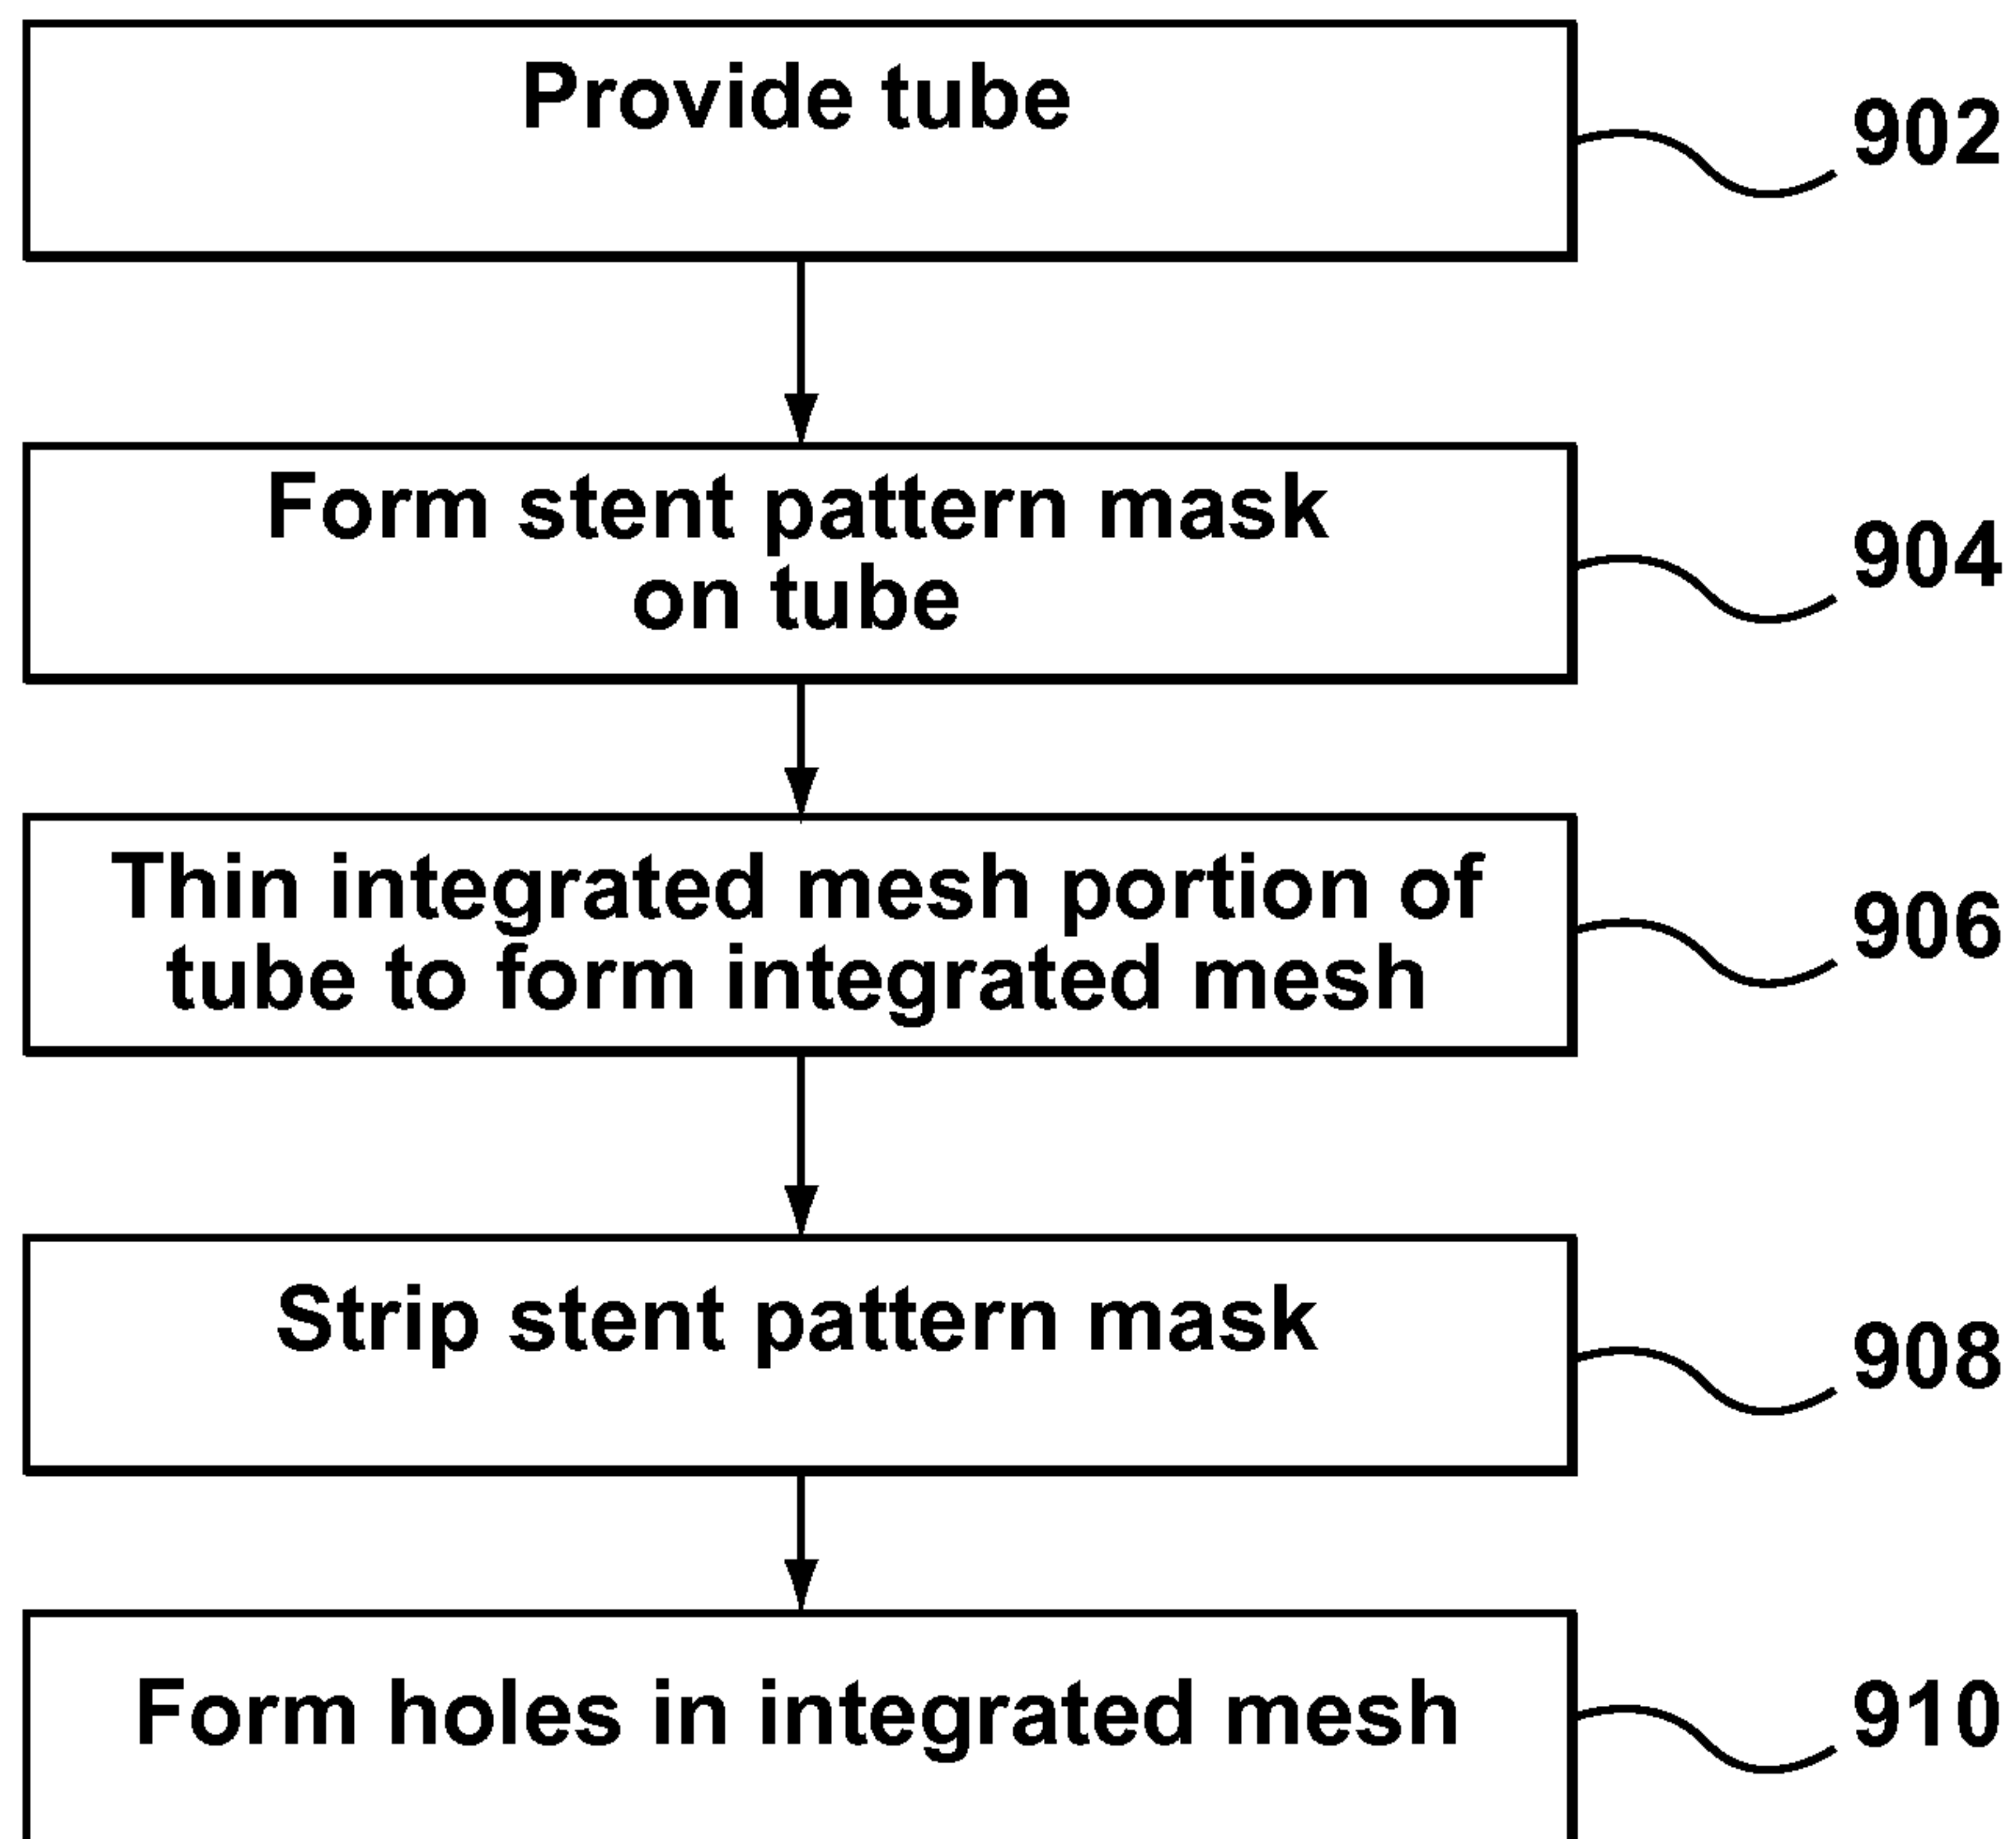 Provide tube
902
Form stent pattern mask
on tube
904
Thin integrated mesh portion of
tube to form integrated mesh
906
Strip stent pattern mask
908
Form holes in integrated mesh
910